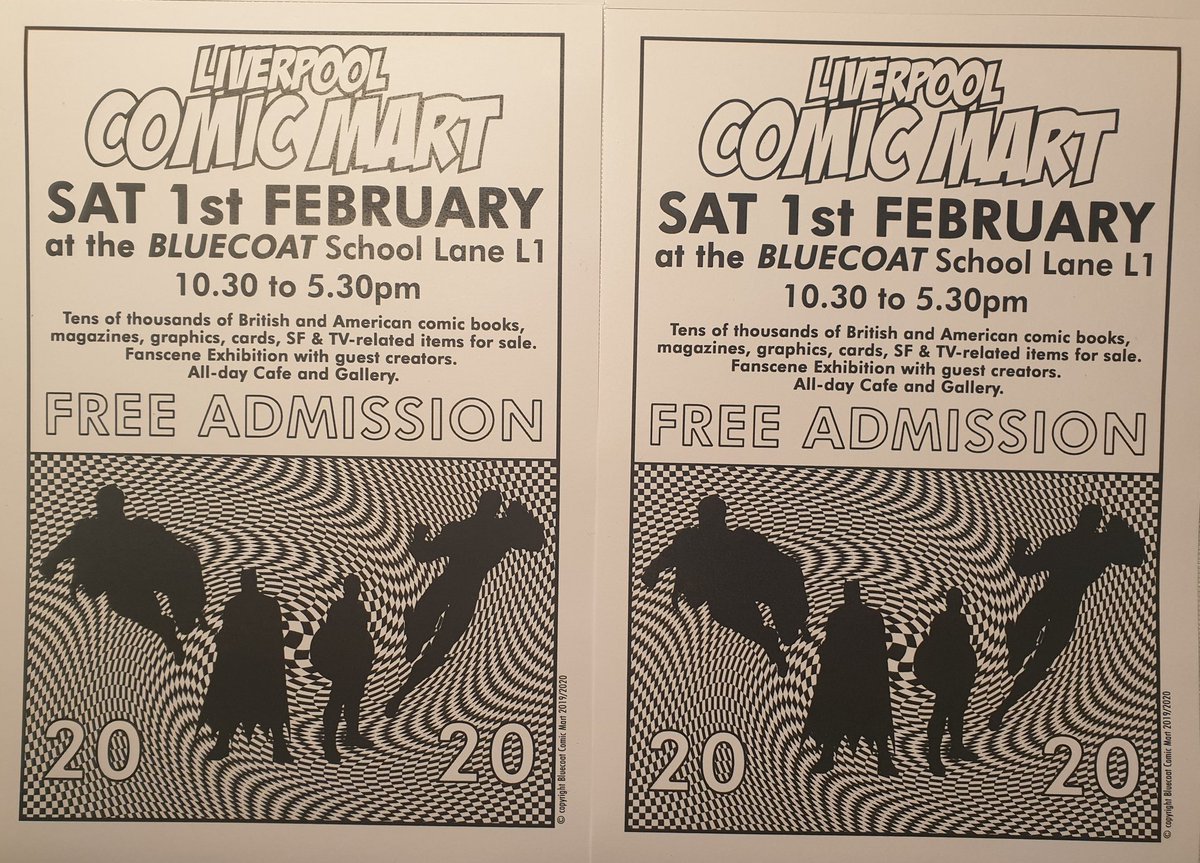 LIVERPOOL
COMIC MART
SAT 1st FEBRUARY
at the BLUECOAT School Lane L1
10.30 to 5.30pm
Tens of thousands of British and American comic books,
magazines, graphics, cards, SF & TV-related items for sale.
Fanscene Exhibition with guest creators.
All-day Cafe and Gallery.
FREE ADMISSION
20 20
© copyright Bluecoat Comic Mart 2019/2020
LIVERPOOL
COMIC MART
SAT 1st FEBRUARY
at the BLUECOAT School Lane L1
10.30 to 5.30pm
Tens of thousands of British and American comic books,
magazines, graphics, cards, SF & TV-related items for sale.
Fanscene Exhibition with guest creators.
All-day Cafe and Gallery.
FREE ADMISSION
20 20
© copyright Bluecoat Comic Mart 2019/2020